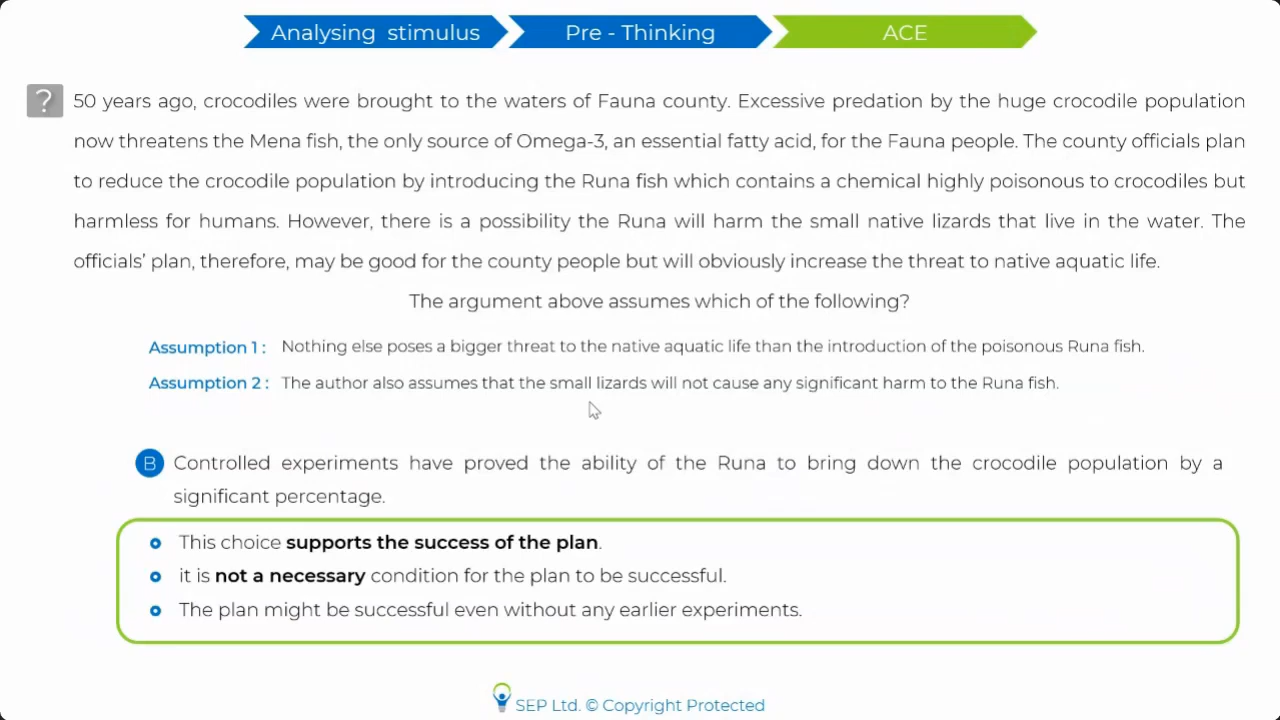 Analysing stimulus
Pre - Thinking
ACE
?
50 years ago, crocodiles were brought to the waters of Fauna county. Excessive predation by the huge crocodile population
now threatens the Mena fish, the only source of Omega-3, an essential fatty acid, for the Fauna people. The county officials plan
to reduce the crocodile population by introducing the Runa fish which contains a chemical highly poisonous to crocodiles but
harmless for humans. However, there is a possibility the Runa will harm the small native lizards that live in the water. The
officials' plan, therefore, may be good for the county people but will obviously increase the threat to native aquatic life.
The argument above assumes which of the following?
Assumption 1 : Nothing else poses a bigger threat to the native aquatic life than the introduction of the poisonous Runa fish.
Assumption 2 : The author also assumes that the small lizards will not cause any significant harm to the Runa fish.
B Controlled experiments have proved the ability of the Runa to bring down the crocodile population by a
significant percentage.
This choice supports the success of the plan.
it is not a necessary condition for the plan to be successful.
The plan might be successful even without any earlier experiments.
SEP Ltd. © Copyright Protected